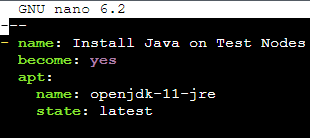 GNU nano 6.2
---
- name: Install Java on Test Nodes
  become: yes
  apt:
    name: openjdk-11-jre
    state: latest